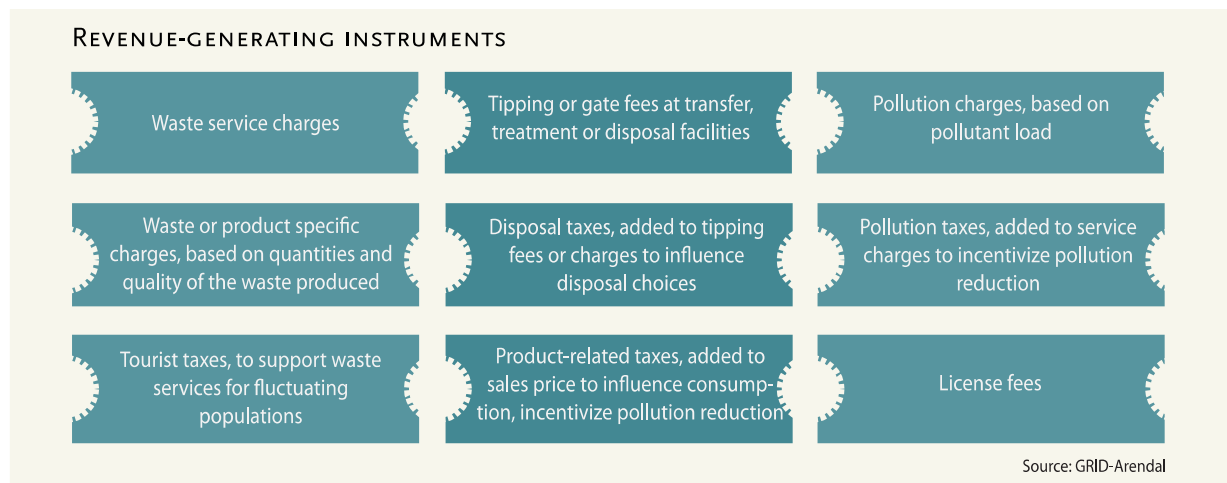 REVENUE-GENERATING INSTRUMENTS
Waste service charges
Tipping or gate fees at transfer,
treatment or disposal facilities
Pollution charges, based on
pollutant load
Waste or product specific
charges, based on quantities and
quality of the waste produced
Disposal taxes, added to tipping
fees or charges to influence
disposal choices
Pollution taxes, added to service
charges to incentivize pollution
reduction
Tourist taxes, to support waste
services for fluctuating
populations
Product-related taxes, added to
sales price to influence consump-
tion, incentivize pollution reduction
License fees
Source: GRID-Arendal